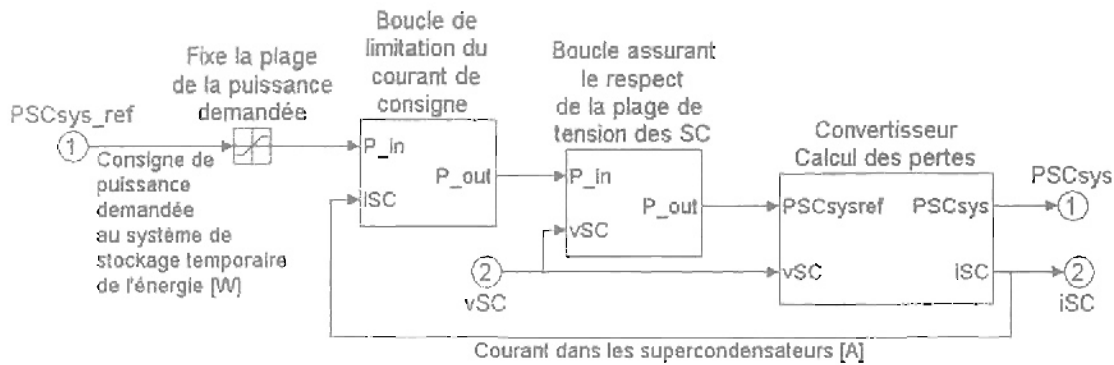 Boucle de
limitation du
courant de
consigne
Fixe la plage
de la puissance
demandée
Boucle assurant
le respect
de la plage de
tension des SC
PSCsys_ref
1
Consigne de
puissance
demandée
au système de
stockage temporaire
de l'énergie [W]
P_in
P_out
iSC
P_in
P_out
vSC
2
vSC
Convertisseur
Calcul des pertes
PSCsysref
PSCsys
vSC
iSC
PSCsys
1
2
iSC
Courant dans les supercondensateurs [A]